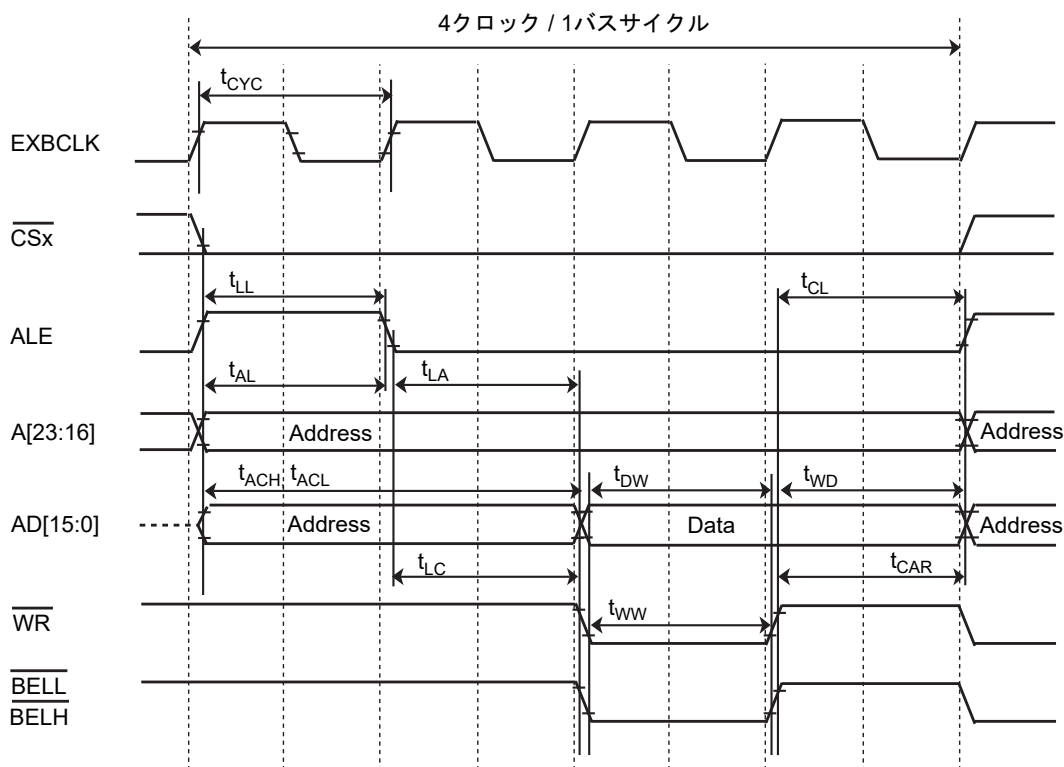 4クロック / 1バスサイクル
tCYC
EXBCLK
CSx
tLL
tCL
ALE
tAL
tLA
A[23:16]
Address
Address
tACH, tACL
tDW
tWD
AD[15:0]
Address
Data
Address
tLC
tCAR
WR
tWW
BELL
BELH